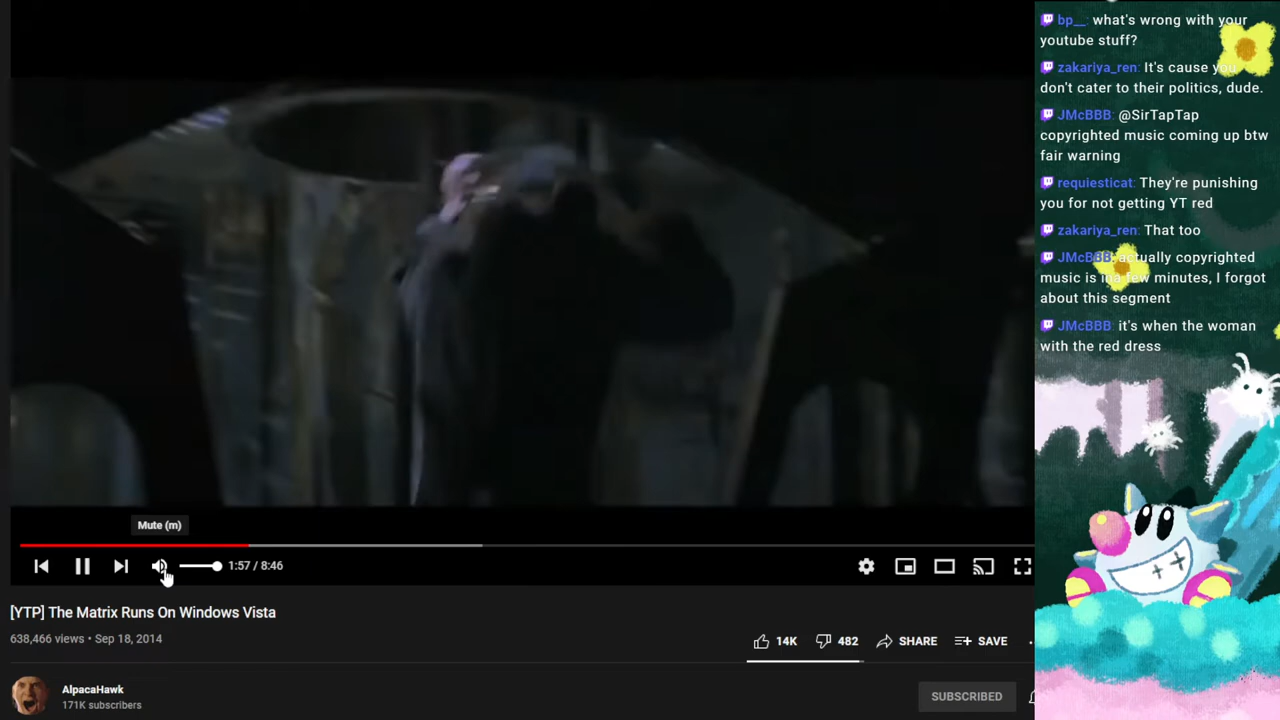 bp__: what's wrong with your
youtube stuff?
zakariya_ren: It's cause you
don't cater to their politics, dude.
JMcBBB: @SirTapTap
copyrighted music coming up btw
fair warning
requiesticat: They're punishing
you for not getting YT red
zakariya_ren: That too
JMcBBB: actually copyrighted
music is in a few minutes, I forgot
about this segment
JMcBBB: it's when the woman
with the red dress
Mute (m)
1:57 / 8:46
[YTP] The Matrix Runs On Windows Vista
638,466 views • Sep 18, 2014
14K 482 SHARE SAVE
AlpacaHawk
171K subscribers
SUBSCRIBED